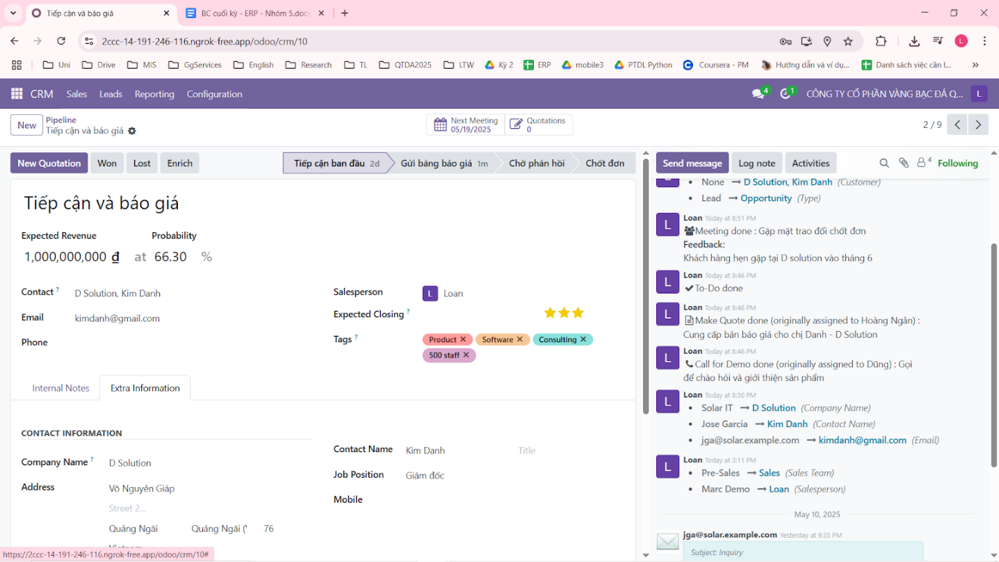 Tiếp cận và báo giá
BC cuối kỳ - ERP - Nhóm 5.doc
2ccc-14-191-246-116.ngrok-free.app/odoo/crm/10
L
Uni Drive MIS GgServices English Research TL QTDA2025 LTW Kỳ 2 ERP mobile3 PTDL Python Coursera - PM Hướng dẫn và ví dụ... Danh sách việc cần l...
CRM Sales Leads Reporting Configuration 4 1 CÔNG TY CỔ PHẦN VÀNG BẠC ĐÁ Q... L
New
Pipeline
Tiếp cận và báo giá
Next Meeting
05/19/2025
Quotations
0
2 / 9
New Quotation Won Lost Enrich
Tiếp cận ban đầu 2d Gửi bảng báo giá 1m Chờ phản hồi Chốt đơn
Tiếp cận và báo giá
Expected Revenue Probability
1,000,000,000 ₫ at 66.30 %
Contact ? D Solution, Kim Danh
Email kimdanh@gmail.com
Phone
Salesperson L Loan
Expected Closing ?
Tags ? Product Software Consulting
500 staff
Internal Notes Extra Information
CONTACT INFORMATION
Company Name ? D Solution
Address Võ Nguyên Giáp
Street 2...
Quảng Ngãi Quảng Ngãi (' 76
Vietnam
Contact Name Kim Danh Title
Job Position Giám đốc
Mobile
https://2ccc-14-191-246-116.ngrok-free.app/odoo/crm/10#
Send message Log note Activities 4 Following
• None → D Solution, Kim Danh (Customer)
• Lead → Opportunity (Type)
L Loan Today at 8:51 PM
Meeting done : Gặp mặt trao đổi chốt đơn
Feedback:
Khách hàng hẹn gặp tại D solution vào tháng 6
L Loan Today at 8:46 PM
To-Do done
L Loan Today at 8:46 PM
Make Quote done (originally assigned to Hoàng Ngân) :
Cung cấp bản báo giá cho chị Danh - D Solution
L Loan Today at 8:46 PM
Call for Demo done (originally assigned to Dũng) : Gọi
để chào hỏi và giới thiện sản phẩm
L Loan Today at 8:30 PM
• Solar IT → D Solution (Company Name)
• Jose Garcia → Kim Danh (Contact Name)
• jga@solar.example.com → kimdanh@gmail.com (Email)
L Loan Today at 3:11 PM
• Pre-Sales → Sales (Sales Team)
• Marc Demo → Loan (Salesperson)
May 10, 2025
jga@solar.example.com Yesterday at 9:35 PM
Subject: Inquiry